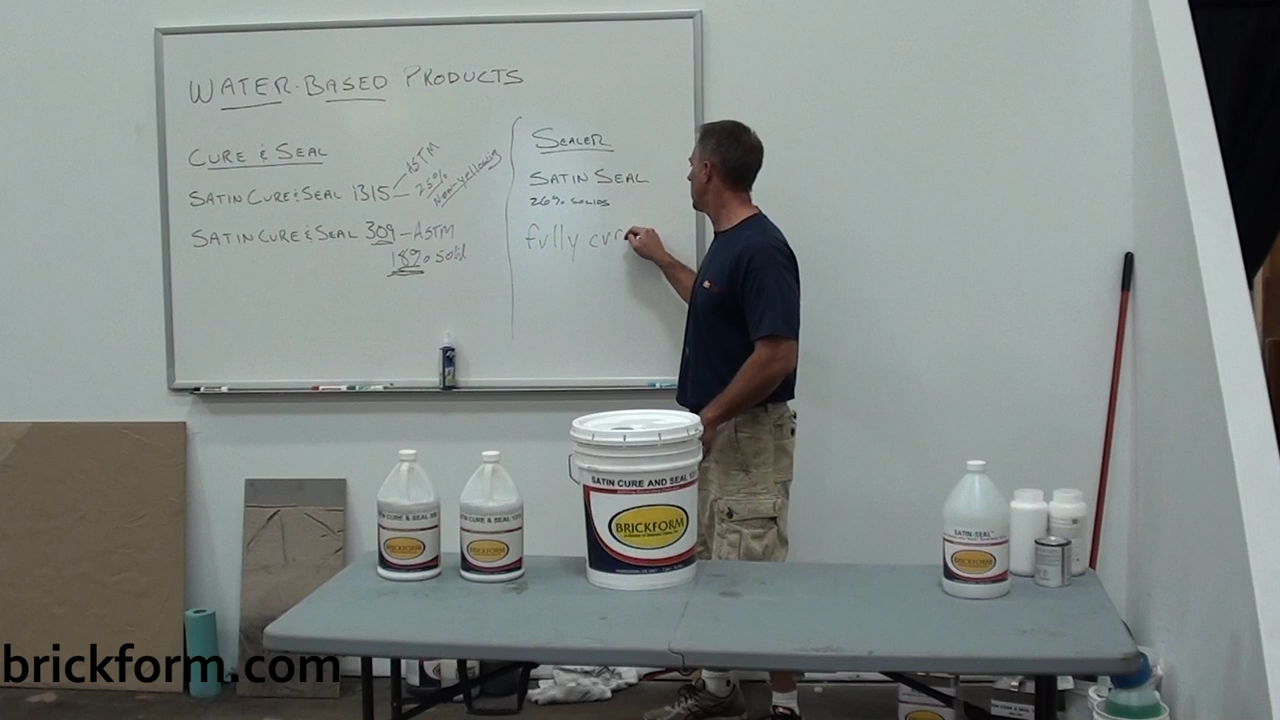 WATER-BASED PRODUCTS
CURE & SEAL
SATIN CURE & SEAL 1315 - ASTM
25%
Non-yellowing
SATIN CURE & SEAL 309 - ASTM
18% solid
SEALER
SATIN SEAL
26% SOLIDS
fully cur
CURE & SEAL
BRICKFORM
CURE & SEAL
BRICKFORM
SATIN CURE AND SEAL
BRICKFORM
SATIN-SEAL
BRICKFORM
brickform.com